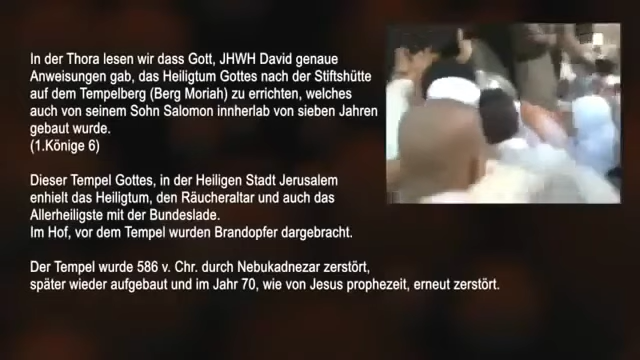 In der Thora lesen wir dass Gott, JHWH David genaue
Anweisungen gab, das Heiligtum Gottes nach der Stiftshütte
auf dem Tempelberg (Berg Moriah) zu errichten, welches
auch von seinem Sohn Salomon innherlab von sieben Jahren
gebaut wurde.
(1.Könige 6)
Dieser Tempel Gottes, in der Heiligen Stadt Jerusalem
enhielt das Heiligtum, den Räucheraltar und auch das
Allerheiligste mit der Bundeslade.
Im Hof, vor dem Tempel wurden Brandopfer dargebracht.
Der Tempel wurde 586 v. Chr. durch Nebukadnezar zerstört,
später wieder aufgebaut und im Jahr 70, wie von Jesus prophezeit, erneut zerstört.